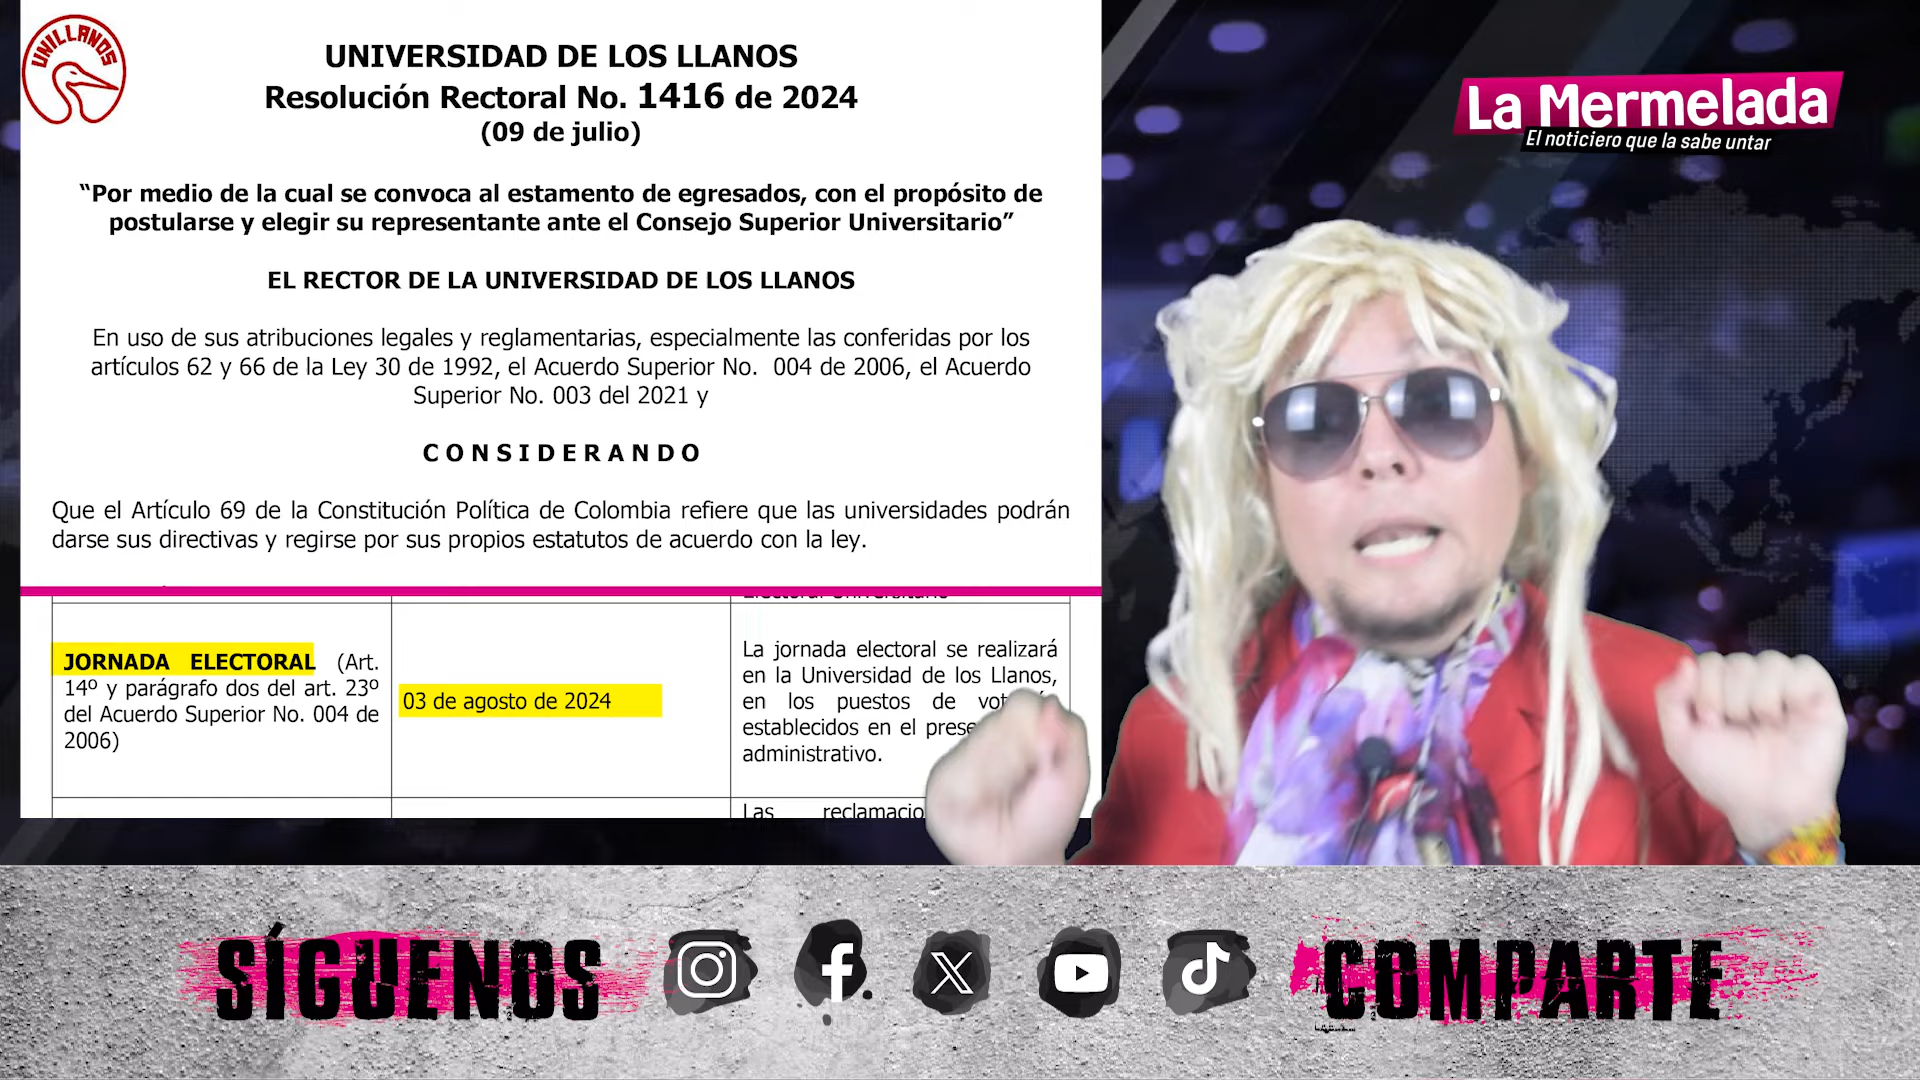 UNILLANOS
UNIVERSIDAD DE LOS LLANOS
Resolución Rectoral No. 1416 de 2024
(09 de julio)
“Por medio de la cual se convoca al estamento de egresados, con el propósito de
postularse y elegir su representante ante el Consejo Superior Universitario”
EL RECTOR DE LA UNIVERSIDAD DE LOS LLANOS
En uso de sus atribuciones legales y reglamentarias, especialmente las conferidas por los
artículos 62 y 66 de la Ley 30 de 1992, el Acuerdo Superior No. 004 de 2006, el Acuerdo
Superior No. 003 del 2021 y
CONSIDERANDO
Que el Artículo 69 de la Constitución Política de Colombia refiere que las universidades podrán
darse sus directivas y regirse por sus propios estatutos de acuerdo con la ley.
JORNADA ELECTORAL (Art.
14º y parágrafo dos del art. 23º
del Acuerdo Superior No. 004 de
2006)
03 de agosto de 2024
La jornada electoral se realizará
en la Universidad de los Llanos,
en los puestos de
establecidos en el
administrativo.
Las
La Mermelada
El noticiero que la sabe untar
SÍGUENOS
COMPARTE